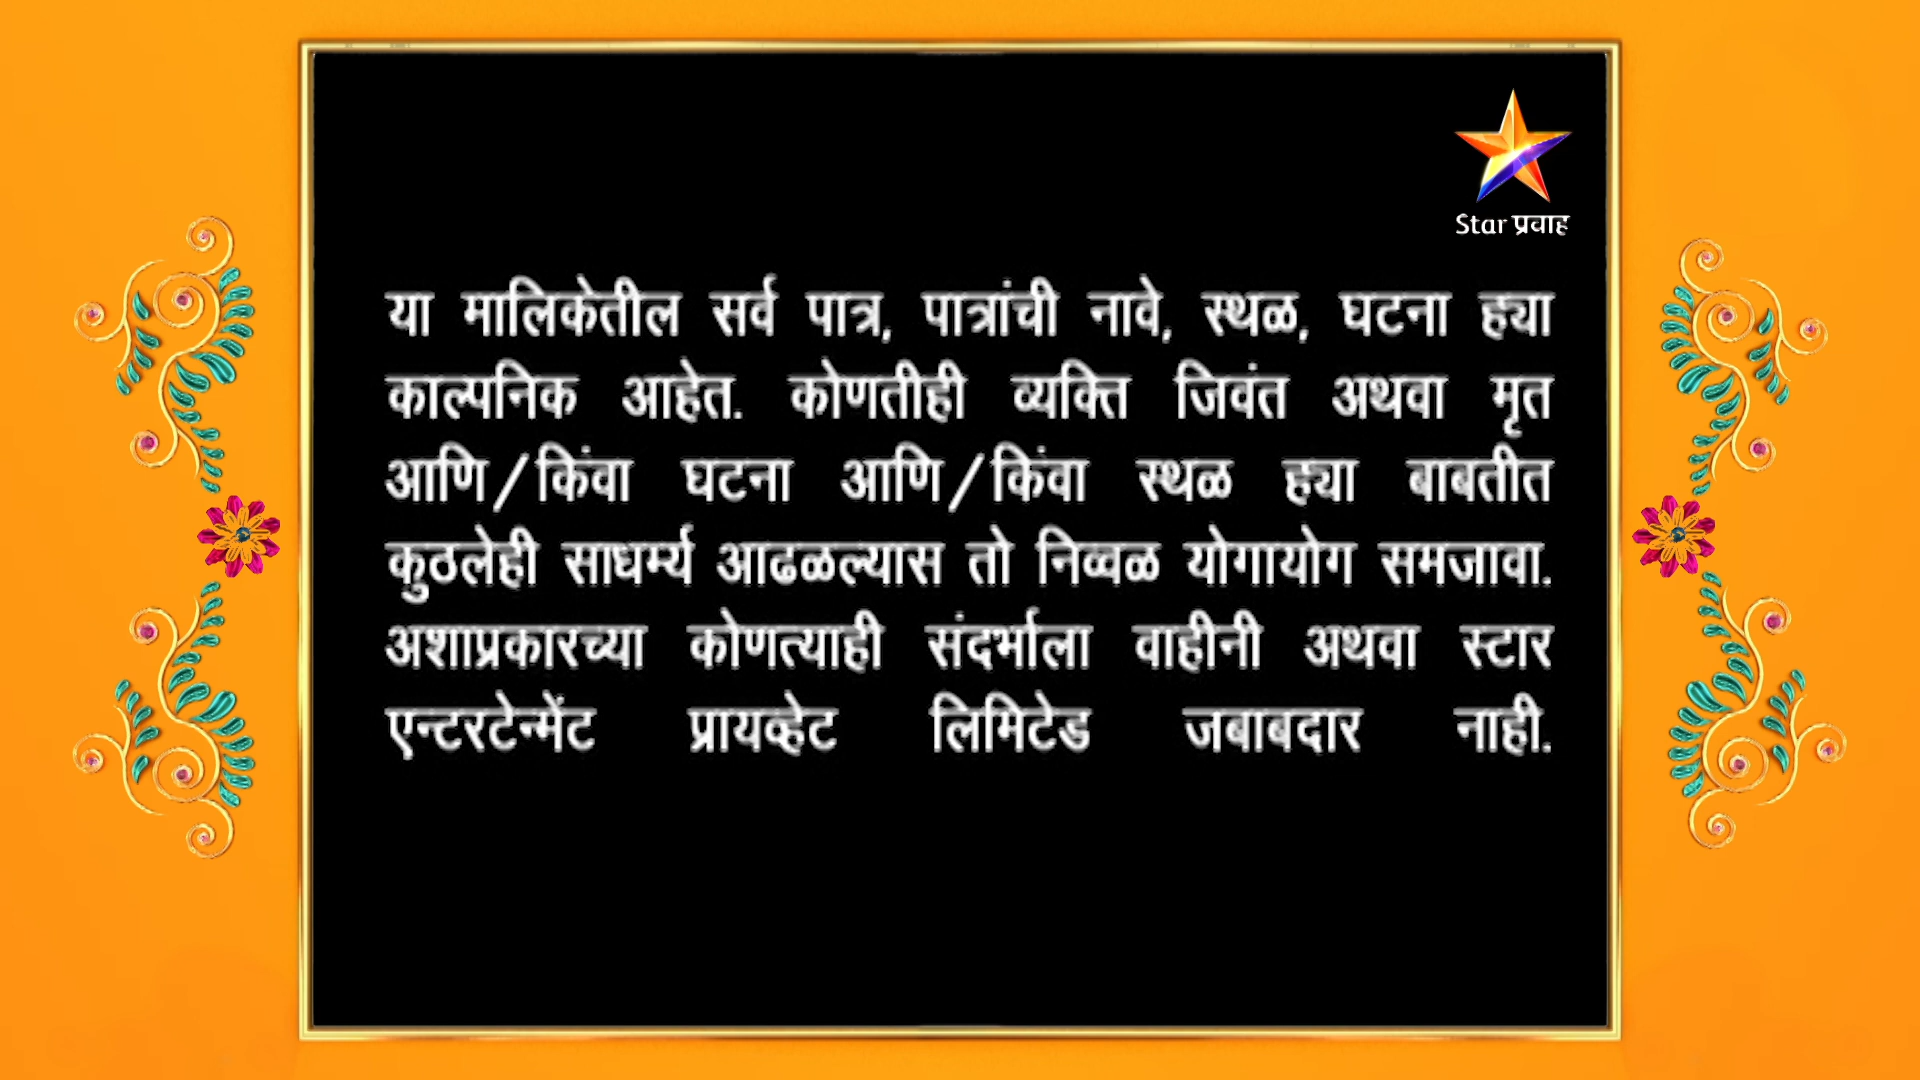 Star प्रवाह
या मालिकेतील सर्व पात्र, पात्रांची नावे, स्थळ, घटना ह्या
काल्पनिक आहेत. कोणतीही व्यक्ति जिवंत अथवा मृत
आणि/किंवा घटना आणि/किंवा स्थळ ह्या बाबतीत
कुठलेही साधर्म्य आढळल्यास तो निव्वळ योगायोग समजावा.
अशाप्रकारच्या कोणत्याही संदर्भाला वाहीनी अथवा स्टार
एन्टरटेन्मेंट प्रायव्हेट लिमिटेड जबाबदार नाही.